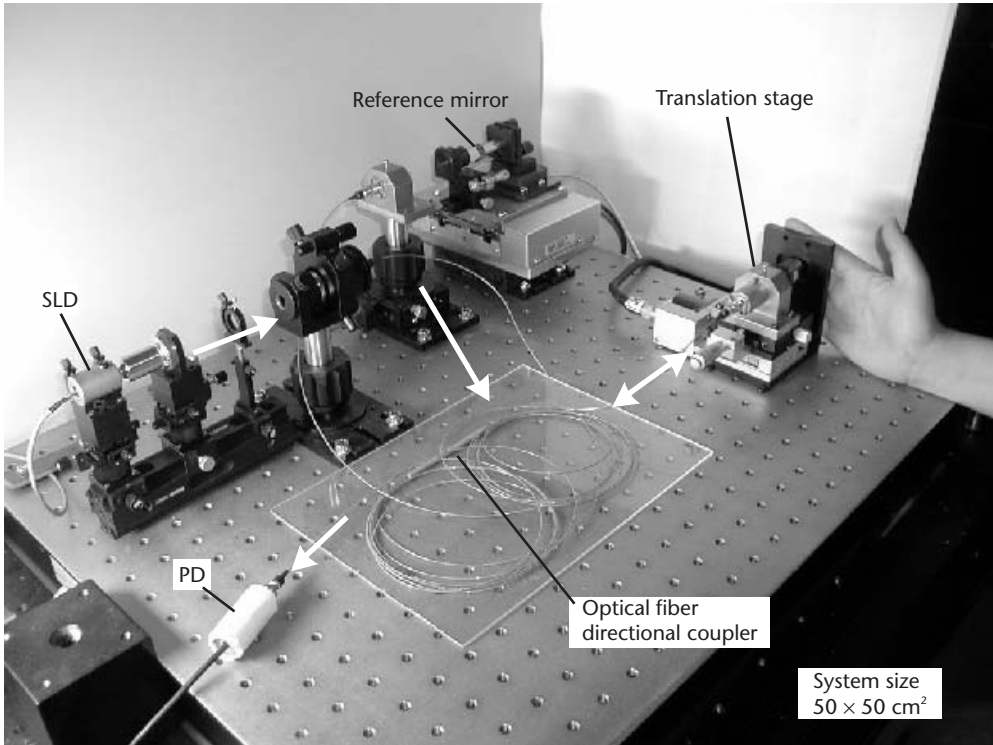 Reference mirror
Translation stage
SLD
PD
Optical fiber
directional coupler
System size
50 × 50 cm²